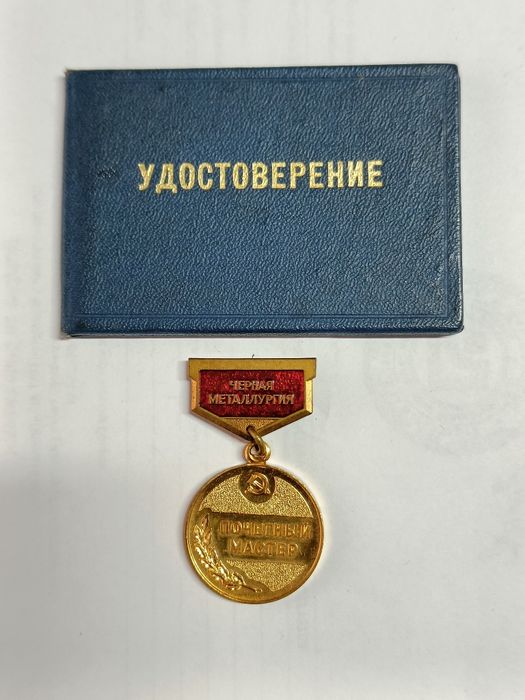 УДОСТОВЕРЕНИЕ
ЧЕРНАЯ
МЕТАЛЛУРГИЯ
ПОЧЕТНЫЙ
МАСТЕР